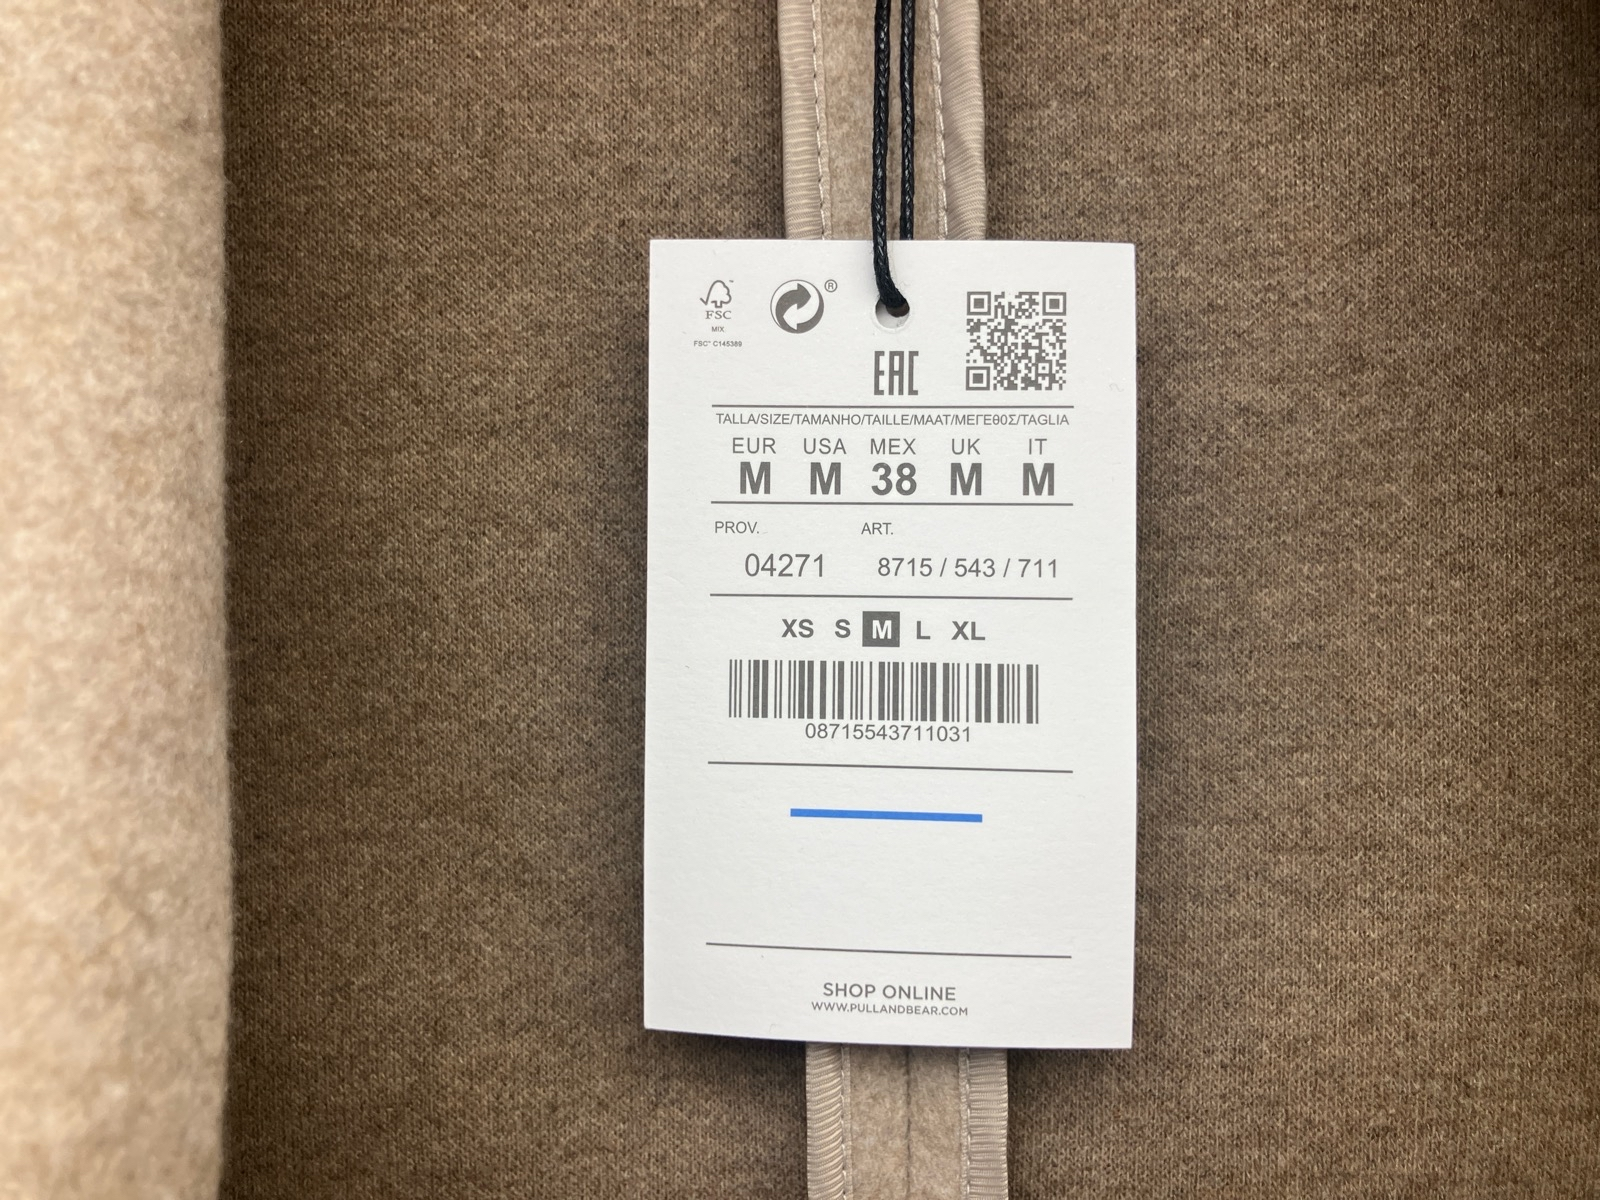 FSC
MIX
FSC® C145389
®
EAC
TALLA/SIZE/TAMANHO/TAILLE/MAAT/ΜΕΓΕθΟΣ/TAGLIA
EUR USA MEX UK IT
M M 38 M M
PROV. ART.
04271 8715 / 543 / 711
XS S M L XL
08715543711031
SHOP ONLINE
WWW.PULLANDBEAR.COM